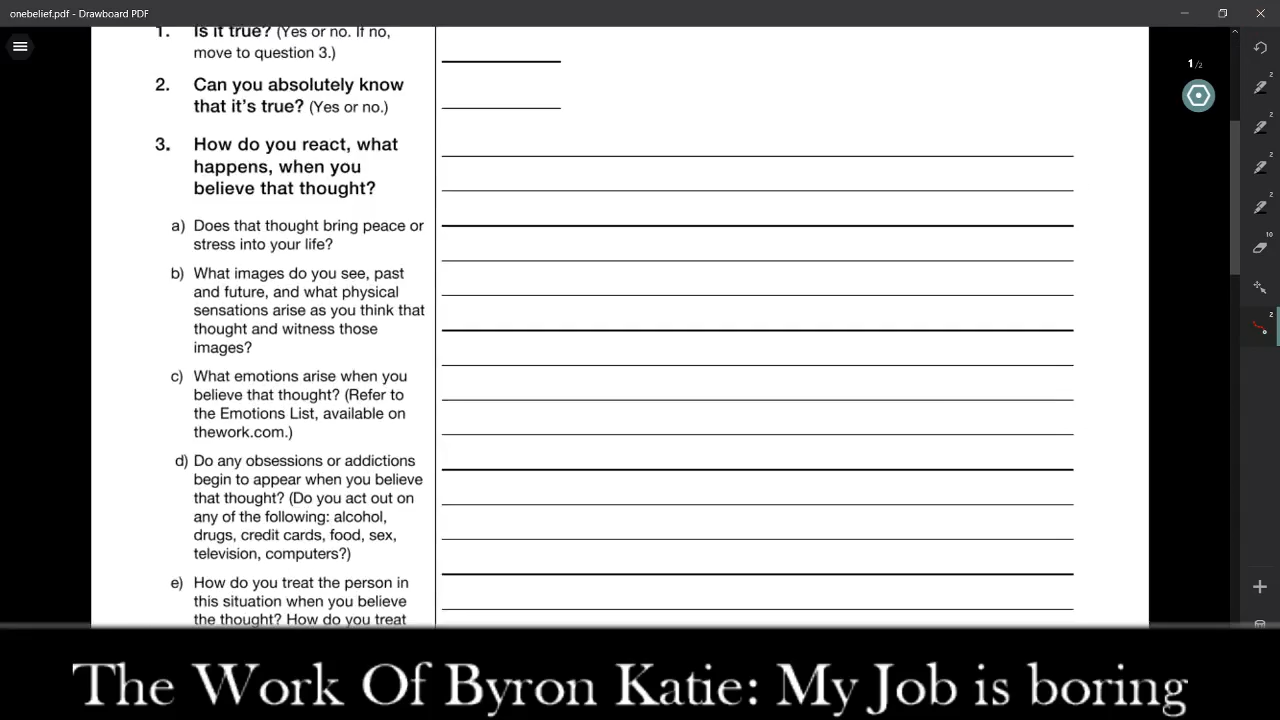 onebelief.pdf - Drawboard PDF
1. Is it true? (Yes or no. If no,
move to question 3.)
2. Can you absolutely know
that it's true? (Yes or no.)
3. How do you react, what
happens, when you
believe that thought?
a) Does that thought bring peace or
stress into your life?
b) What images do you see, past
and future, and what physical
sensations arise as you think that
thought and witness those
images?
c) What emotions arise when you
believe that thought? (Refer to
the Emotions List, available on
thework.com.)
d) Do any obsessions or addictions
begin to appear when you believe
that thought? (Do you act out on
any of the following: alcohol,
drugs, credit cards, food, sex,
television, computers?)
e) How do you treat the person in
this situation when you believe
the thought? How do you treat
1/2
2
2
2
2
10
2
The Work Of Byron Katie: My Job is boring